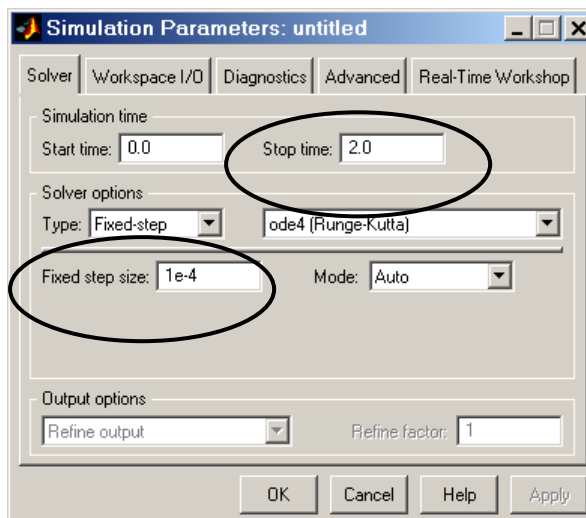 Simulation Parameters: untitled
Solver Workspace I/O Diagnostics Advanced Real-Time Workshop
Simulation time
Start time: 0.0 Stop time: 2.0
Solver options
Type: Fixed-step ode4 (Runge-Kutta)
Fixed step size: 1e-4 Mode: Auto
Output options
Refine output Refine factor: 1
OK Cancel Help Apply